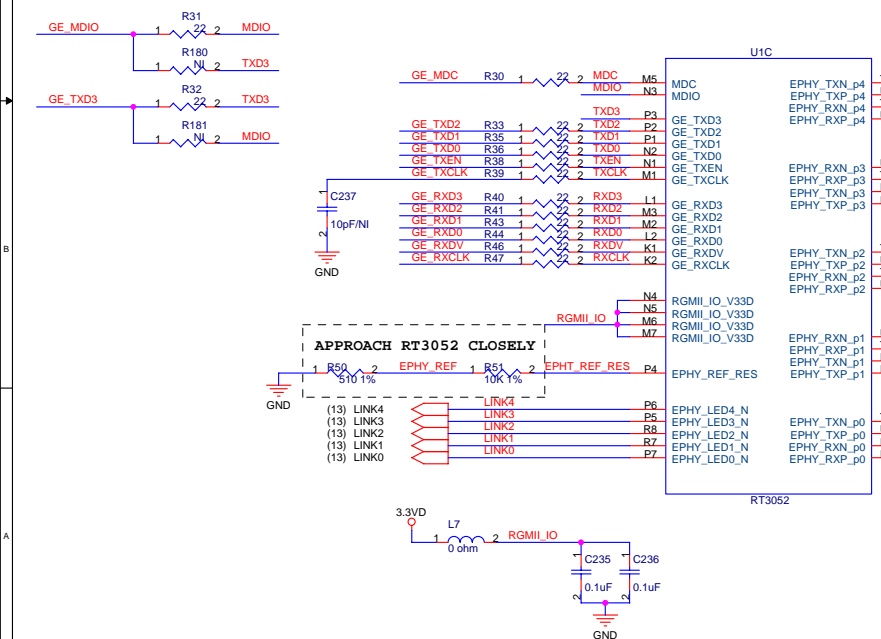 R31
GE_MDIO 1 22 2 MDIO
R180
1 NI 2 TXD3
R32
GE_TXD3 1 22 2 TXD3
R181
1 NI 2 MDIO
U1C
GE_MDC R30 1 22 2 MDC M5 MDC EPHY_TXN_p4
MDIO N3 MDIO EPHY_TXP_p4
EPHY_RXN_p4
TXD3 P3 GE_TXD3 EPHY_RXP_p4
GE_TXD2 R33 1 22 2 TXD2 P2 GE_TXD2
GE_TXD1 R35 1 22 2 TXD1 P1 GE_TXD1
GE_TXD0 R36 1 22 2 TXD0 N2 GE_TXD0
GE_TXEN R38 1 22 2 TXEN N1 GE_TXEN EPHY_RXN_p3
GE_TXCLK R39 1 22 2 TXCLK M1 GE_TXCLK EPHY_RXP_p3
EPHY_TXN_p3
1 C237
10pF/NI
2
GND
GE_RXD3 R40 1 22 2 RXD3 L1 GE_RXD3 EPHY_TXP_p3
GE_RXD2 R41 1 22 2 RXD2 M3 GE_RXD2
GE_RXD1 R43 1 22 2 RXD1 M2 GE_RXD1
GE_RXD0 R44 1 22 2 RXD0 L2 GE_RXD0
GE_RXDV R46 1 22 2 RXDV K1 GE_RXDV EPHY_TXN_p2
GE_RXCLK R47 1 22 2 RXCLK K2 GE_RXCLK EPHY_TXP_p2
EPHY_RXN_p2
EPHY_RXP_p2
N4 RGMII_IO_V33D
N5 RGMII_IO_V33D
RGMII_IO M6 RGMII_IO_V33D
M7 RGMII_IO_V33D EPHY_RXN_p1
EPHY_RXP_p1
EPHY_TXN_p1
APPROACH RT3052 CLOSELY
1 R50 2 EPHY_REF 1 R51 2 EPHT_REF_RES P4 EPHY_REF_RES EPHY_TXP_p1
510 1% 10K 1%
GND
(13) LINK4 LINK4 P6 EPHY_LED4_N
(13) LINK3 LINK3 P5 EPHY_LED3_N EPHY_TXN_p0
(13) LINK2 LINK2 R8 EPHY_LED2_N EPHY_TXP_p0
(13) LINK1 LINK1 R7 EPHY_LED1_N EPHY_RXN_p0
(13) LINK0 LINK0 P7 EPHY_LED0_N EPHY_RXP_p0
RT3052
3.3VD
L7
1 2 RGMII_IO
0 ohm
1 C235 1 C236
0.1uF 0.1uF
2 2
GND
B
A